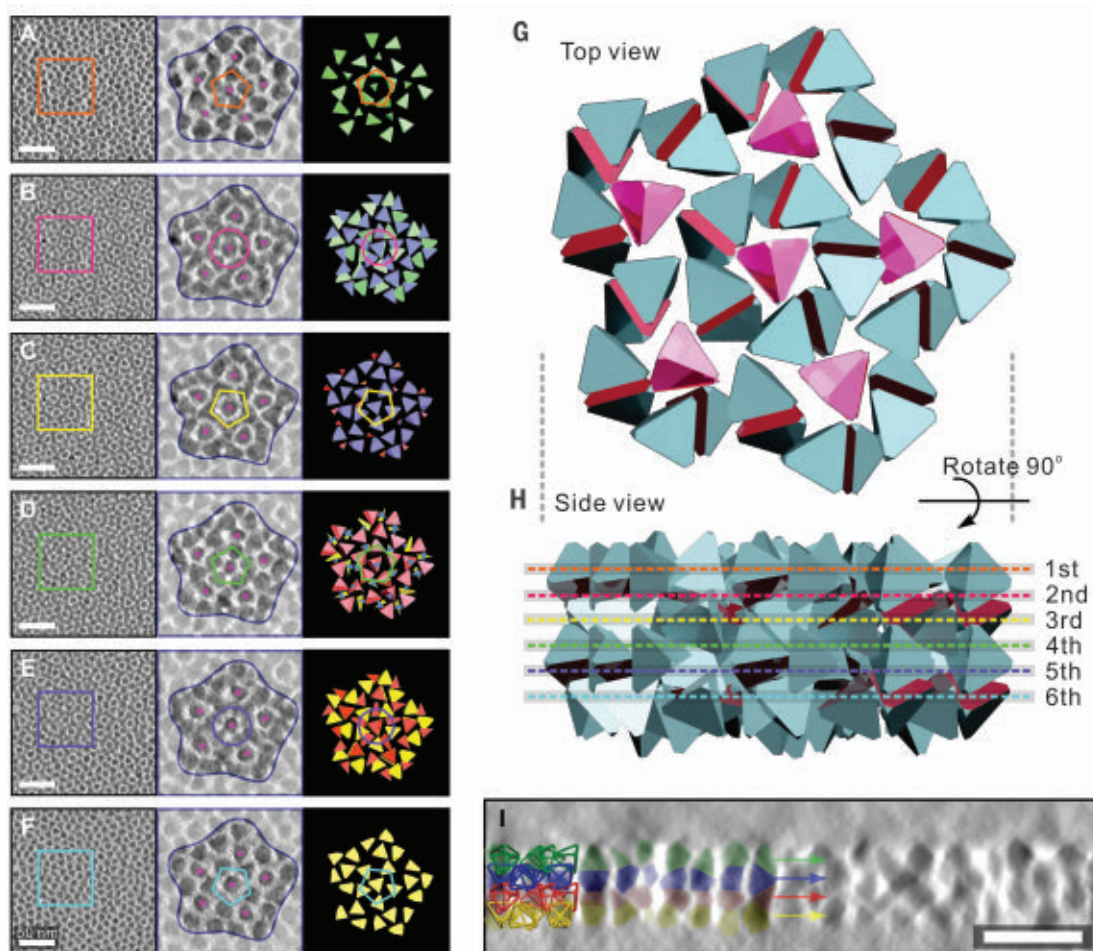 A
B
C
D
E
F
G
Top view
Rotate 90°
H
Side view
1st
2nd
3rd
4th
5th
6th
I